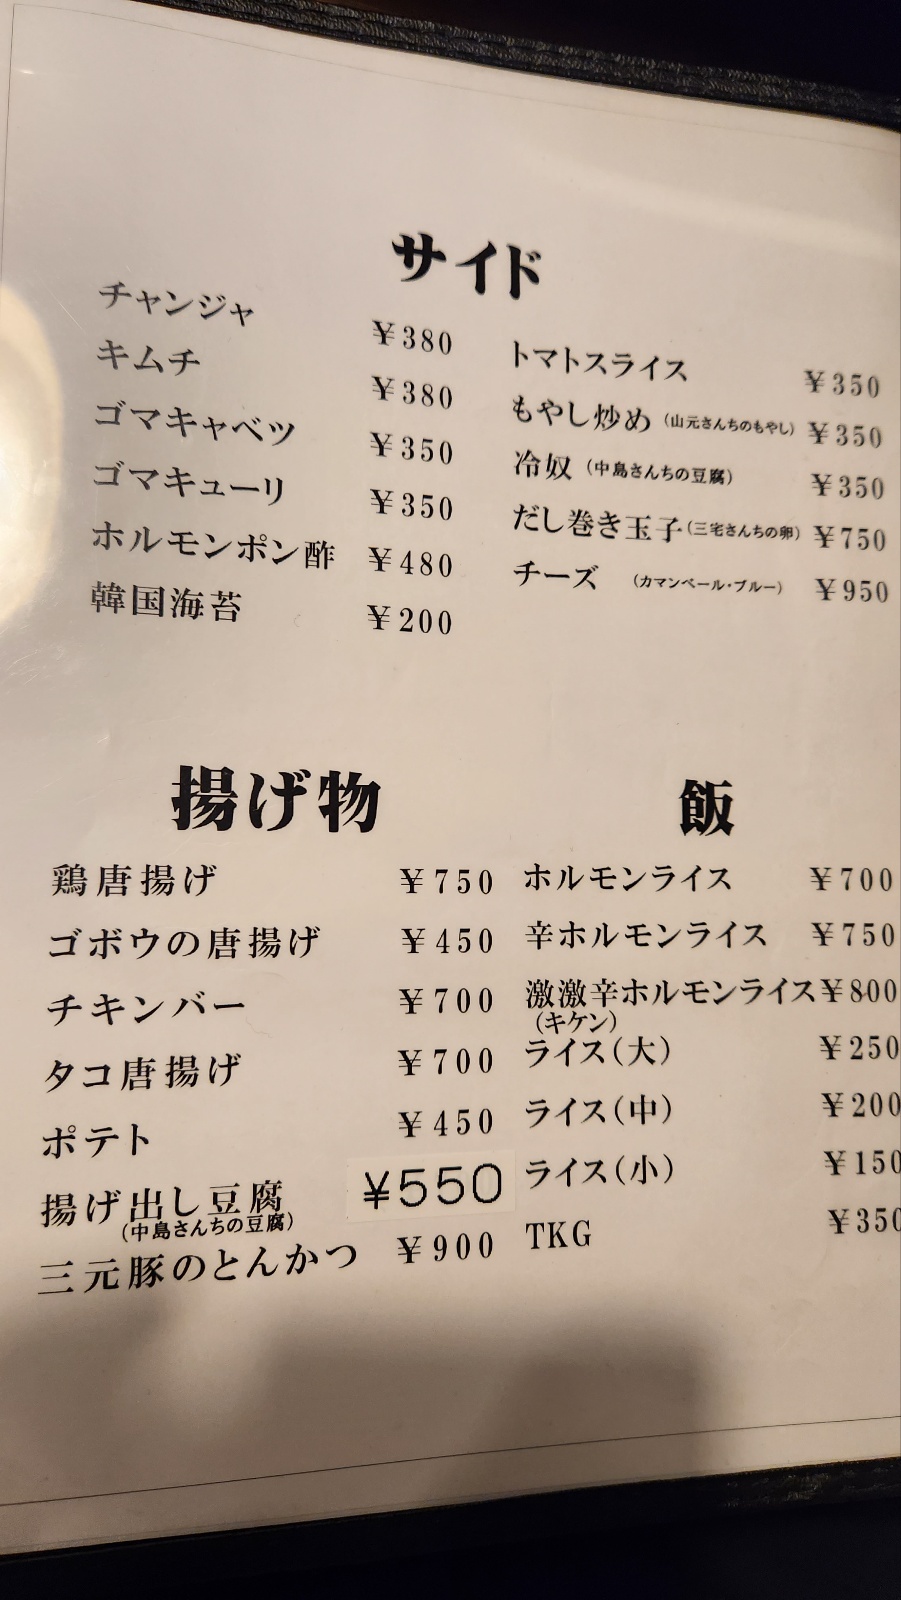 サイド
チャンジャ ¥380
キムチ ¥380
ゴマキャベツ ¥350
ゴマキューリ ¥350
ホルモンポン酢 ¥480
韓国海苔 ¥200
トマトスライス ¥350
もやし炒め（山元さんちのもやし） ¥350
冷奴（中島さんちの豆腐） ¥350
だし巻き玉子（三宅さんちの卵） ¥750
チーズ （カマンベール・ブルー） ¥950
揚げ物
鶏唐揚げ ¥750
ゴボウの唐揚げ ¥450
チキンバー ¥700
タコ唐揚げ ¥700
ポテト ¥450
揚げ出し豆腐 ¥550
（中島さんちの豆腐）
三元豚のとんかつ ¥900
飯
ホルモンライス ¥700
辛ホルモンライス ¥750
激激辛ホルモンライス ¥800
（キケン）
ライス（大） ¥250
ライス（中） ¥200
ライス（小） ¥150
TKG ¥350